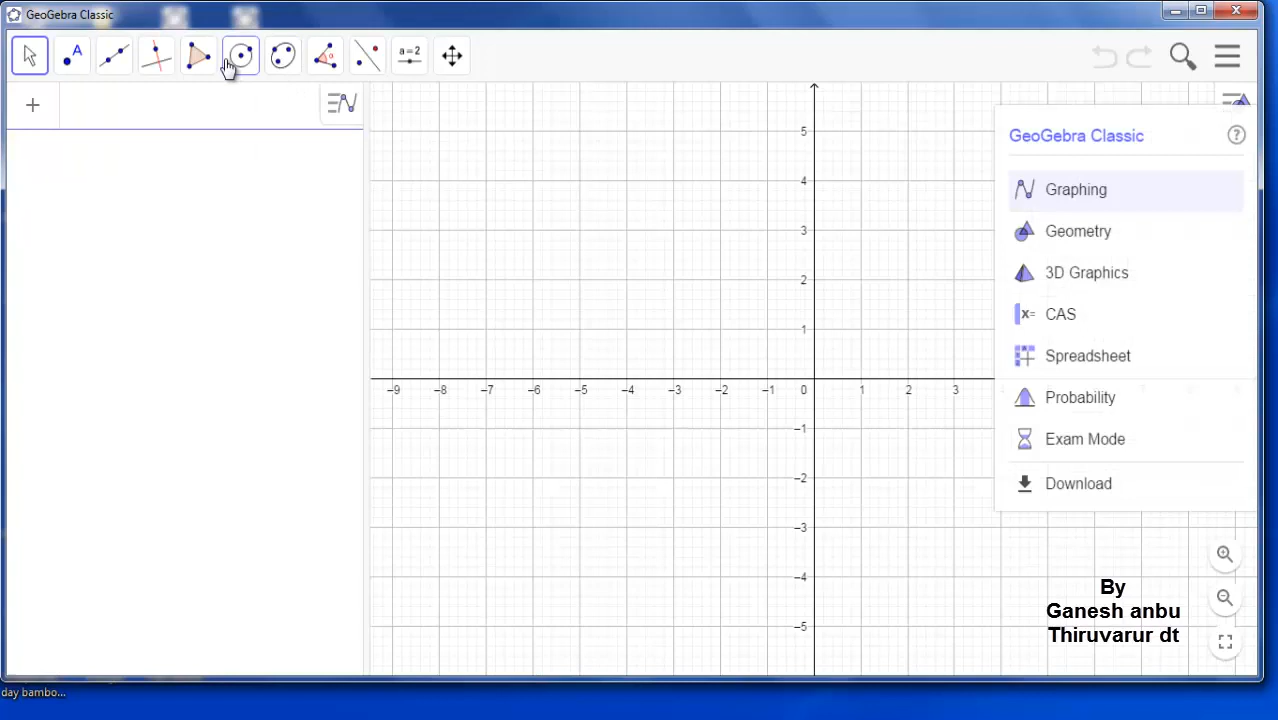 GeoGebra Classic
A
a=2
GeoGebra Classic
?
Graphing
Geometry
3D Graphics
x= CAS
Spreadsheet
Probability
Exam Mode
Download
5
4
3
2
1
−9 −8 −7 −6 −5 −4 −3 −2 −1 0 1 2 3
−1
−2
−3
−4
−5
By
Ganesh anbu
Thiruvarur dt
day bambo...